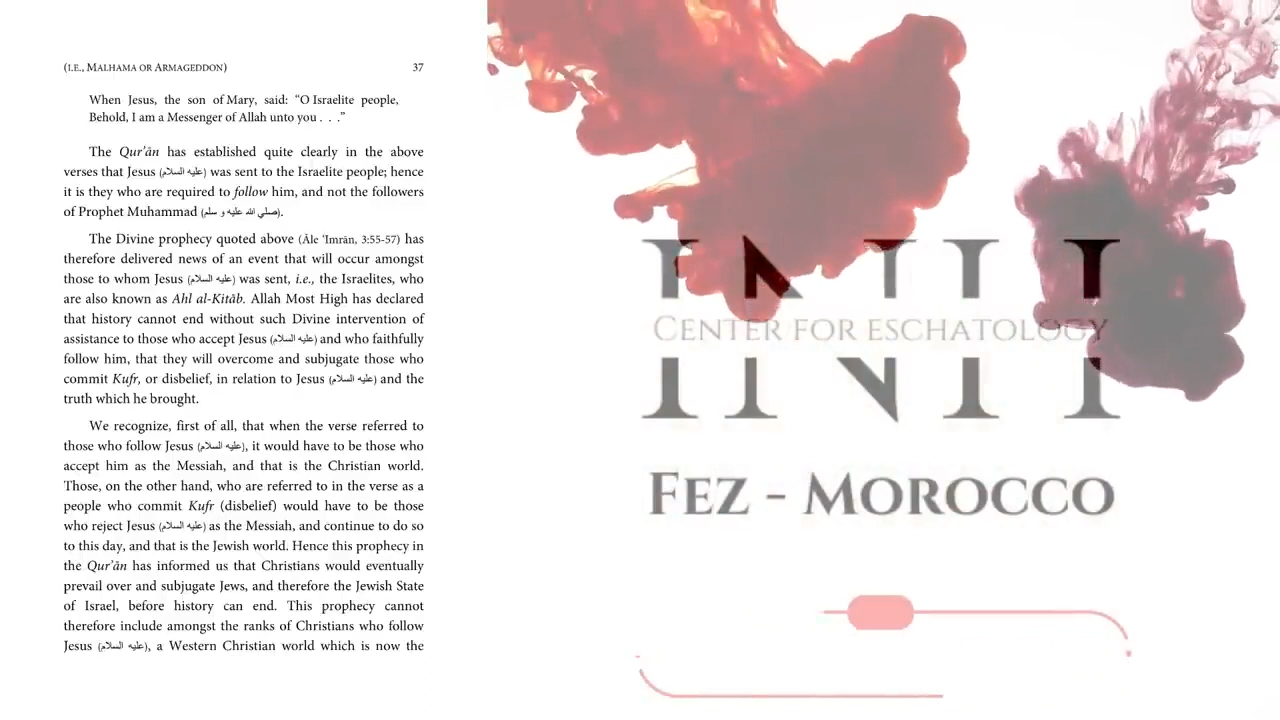 (I.E., MALHAMA OR ARMAGEDDON) 37
When Jesus, the son of Mary, said: “O Israelite people,
Behold, I am a Messenger of Allah unto you . . .”
The Qur’ān has established quite clearly in the above
verses that Jesus (عليه السلام) was sent to the Israelite people; hence
it is they who are required to follow him, and not the followers
of Prophet Muhammad (صلي الله عليه و سلم).
The Divine prophecy quoted above (Āle ‘Imrān, 3:55-57) has
therefore delivered news of an event that will occur amongst
those to whom Jesus (عليه السلام) was sent, i.e., the Israelites, who
are also known as Ahl al-Kitāb. Allah Most High has declared
that history cannot end without such Divine intervention of
assistance to those who accept Jesus (عليه السلام) and who faithfully
follow him, that they will overcome and subjugate those who
commit Kufr, or disbelief, in relation to Jesus (عليه السلام) and the
truth which he brought.
We recognize, first of all, that when the verse referred to
those who follow Jesus (عليه السلام), it would have to be those who
accept him as the Messiah, and that is the Christian world.
Those, on the other hand, who are referred to in the verse as a
people who commit Kufr (disbelief) would have to be those
who reject Jesus (عليه السلام) as the Messiah, and continue to do so
to this day, and that is the Jewish world. Hence this prophecy in
the Qur’ān has informed us that Christians would eventually
prevail over and subjugate Jews, and therefore the Jewish State
of Israel, before history can end. This prophecy cannot
therefore include amongst the ranks of Christians who follow
Jesus (عليه السلام), a Western Christian world which is now the
INH
CENTER FOR ESCHATOLOGY
FEZ - MOROCCO